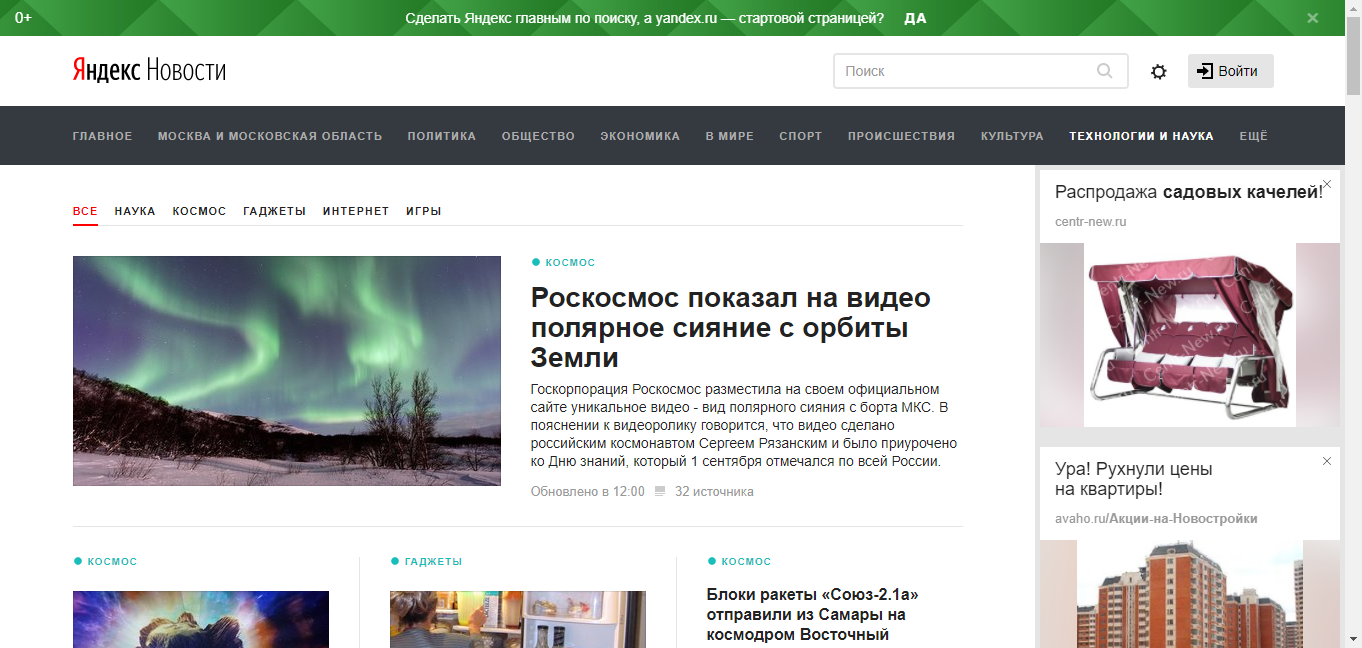 0+
Сделать Яндекс главным по поиску, а yandex.ru — стартовой страницей? ДА
Яндекс Новости
Поиск
Войти
ГЛАВНОЕ МОСКВА И МОСКОВСКАЯ ОБЛАСТЬ ПОЛИТИКА ОБЩЕСТВО ЭКОНОМИКА В МИРЕ СПОРТ ПРОИСШЕСТВИЯ КУЛЬТУРА ТЕХНОЛОГИИ И НАУКА ЕЩЁ
ВСЕ НАУКА КОСМОС ГАДЖЕТЫ ИНТЕРНЕТ ИГРЫ
КОСМОС
Роскосмос показал на видео
полярное сияние с орбиты
Земли
Госкорпорация Роскосмос разместила на своем официальном
сайте уникальное видео - вид полярного сияния с борта МКС. В
пояснении к видеоролику говорится, что видео сделано
российским космонавтом Сергеем Рязанским и было приурочено
ко Дню знаний, который 1 сентября отмечался по всей России.
Обновлено в 12:00 32 источника
КОСМОС
ГАДЖЕТЫ
КОСМОС
Блоки ракеты «Союз-2.1а»
отправили из Самары на
космодром Восточный
Распродажа садовых качелей!
centr-new.ru
Centr-New.ru
Ура! Рухнули цены
на квартиры!
avaho.ru/Акции-на-Новостройки